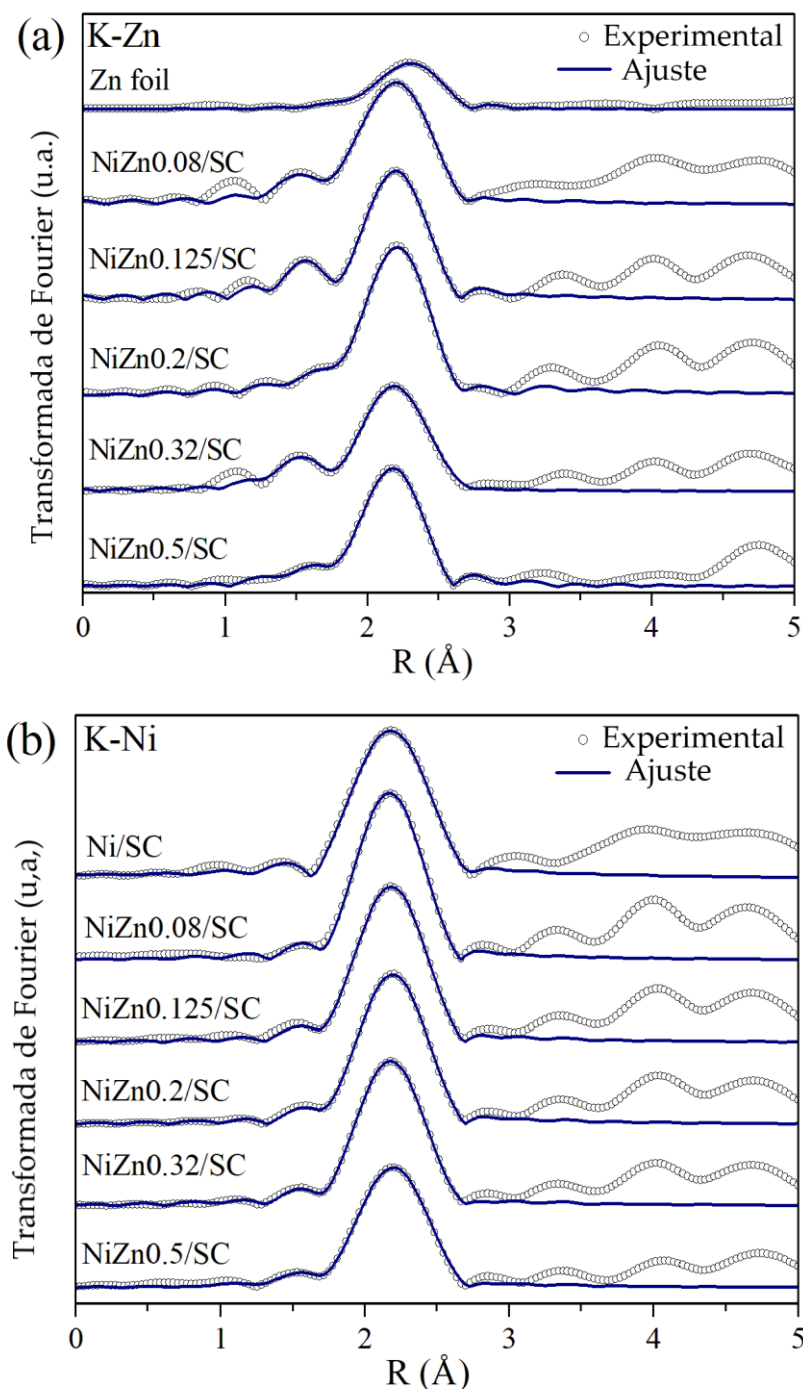 (a) K-Zn
Experimental
Ajuste
Zn foil
NiZn0.08/SC
NiZn0.125/SC
NiZn0.2/SC
NiZn0.32/SC
NiZn0.5/SC
Transformada de Fourier (u.a.)
0 1 2 3 4 5
R (Å)
(b) K-Ni
Experimental
Ajuste
Ni/SC
NiZn0.08/SC
NiZn0.125/SC
NiZn0.2/SC
NiZn0.32/SC
NiZn0.5/SC
Transformada de Fourier (u,a,)
0 1 2 3 4 5
R (Å)